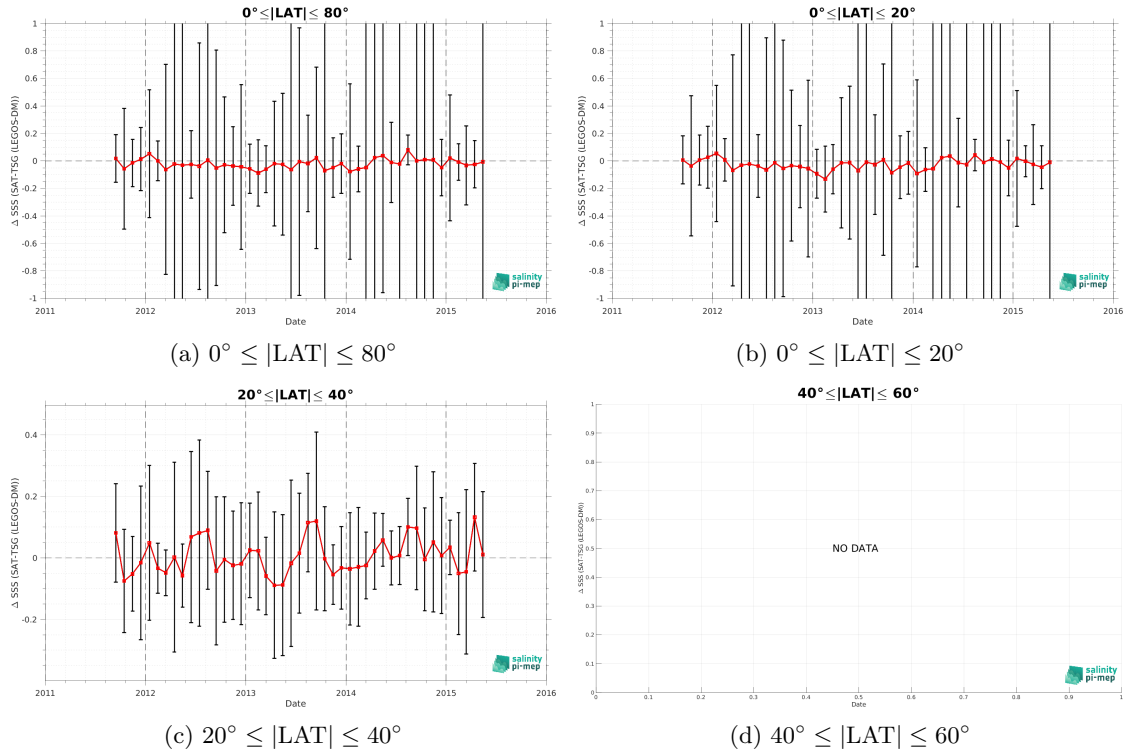 0°≤|LAT|≤ 80°
Δ SSS (SAT-TSG (LEGOS-DM))
1
0.8
0.6
0.4
0.2
0
-0.2
-0.4
-0.6
-0.8
-1
2011
2012
2013
2014
2015
2016
Date
salinity
pi-mep
(a) 0° ≤ |LAT| ≤ 80°
0°≤|LAT|≤ 20°
Δ SSS (SAT-TSG (LEGOS-DM))
1
0.8
0.6
0.4
0.2
0
-0.2
-0.4
-0.6
-0.8
-1
2011
2012
2013
2014
2015
2016
Date
salinity
pi-mep
(b) 0° ≤ |LAT| ≤ 20°
20°≤|LAT|≤ 40°
Δ SSS (SAT-TSG (LEGOS-DM))
0.4
0.2
0
-0.2
2011
2012
2013
2014
2015
2016
Date
salinity
pi-mep
(c) 20° ≤ |LAT| ≤ 40°
40°≤|LAT|≤ 60°
Δ SSS (SAT-TSG (LEGOS-DM))
1
0.9
0.8
0.7
0.6
0.5
0.4
0.3
0.2
0.1
0
NO DATA
0
0.1
0.2
0.3
0.4
0.5
0.6
0.7
0.8
0.9
1
Date
salinity
pi-mep
(d) 40° ≤ |LAT| ≤ 60°